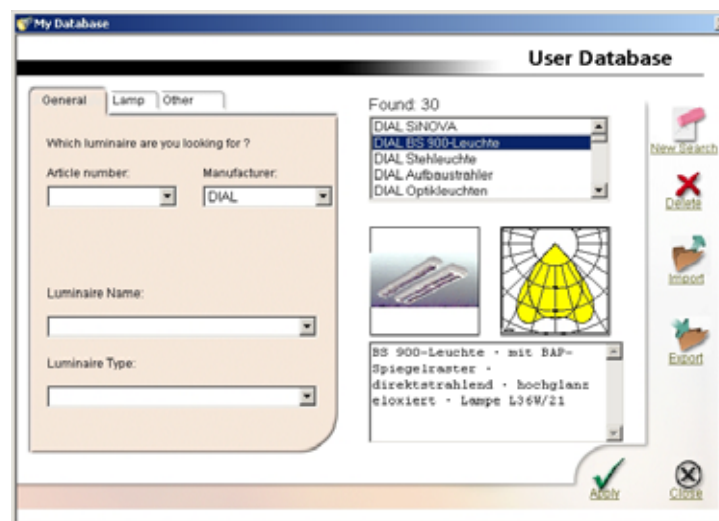 My Database
User Database
General Lamp Other
Which luminaire are you looking for ?
Article number: Manufacturer:
DIAL
Luminaire Name:
Luminaire Type:
Found: 30
DIAL SiNOVA
DIAL BS 900-Leuchte
DIAL Stehleuchte
DIAL Aufbaustrahler
DIAL Optikleuchten
BS 900-Leuchte · mit BAP-
Spiegelraster ·
direktstrahlend · hochglanz
eloxiert · Lampe L36W/21
New Search
Delete
Import
Export
Apply
Close